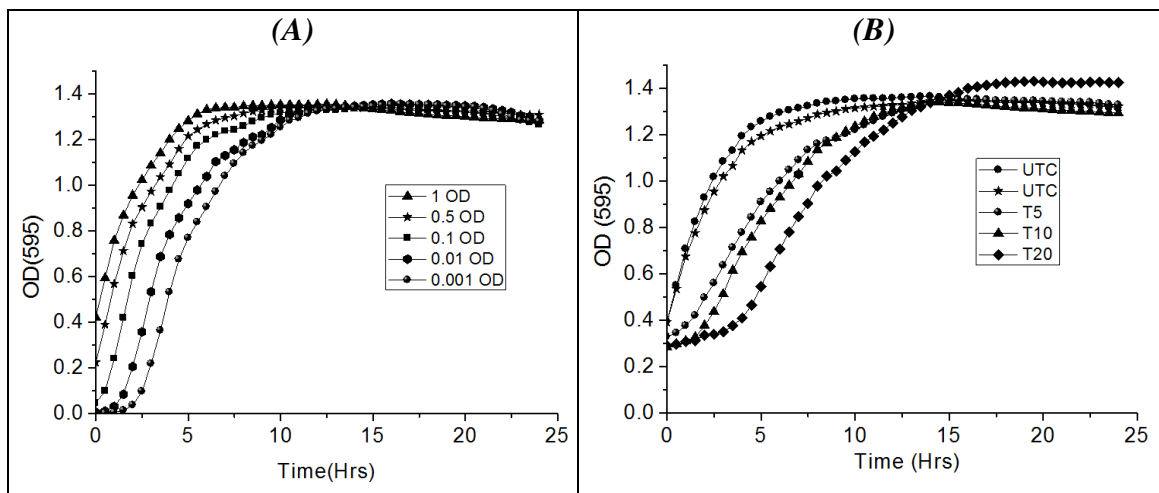 (A)
OD(595)
1.4
1.2
1.0
0.8
0.6
0.4
0.2
0.0
1 OD
0.5 OD
0.1 OD
0.01 OD
0.001 OD
0 5 10 15 20 25
Time(Hrs)
(B)
OD (595)
1.4
1.2
1.0
0.8
0.6
0.4
0.2
0.0
UTC
UTC
T5
T10
T20
0 5 10 15 20 25
Time (Hrs)